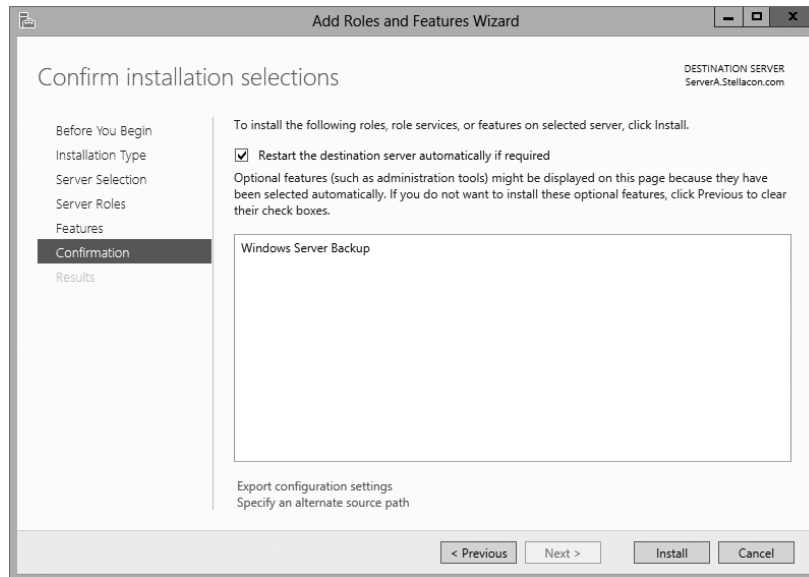 Add Roles and Features Wizard
x
Confirm installation selections
DESTINATION SERVER
ServerA.Stellacon.com
Before You Begin
Installation Type
Server Selection
Server Roles
Features
Confirmation
Results
To install the following roles, role services, or features on selected server, click Install.
Restart the destination server automatically if required
Optional features (such as administration tools) might be displayed on this page because they have
been selected automatically. If you do not want to install these optional features, click Previous to clear
their check boxes.
Windows Server Backup
Export configuration settings
Specify an alternate source path
< Previous
Next >
Install
Cancel